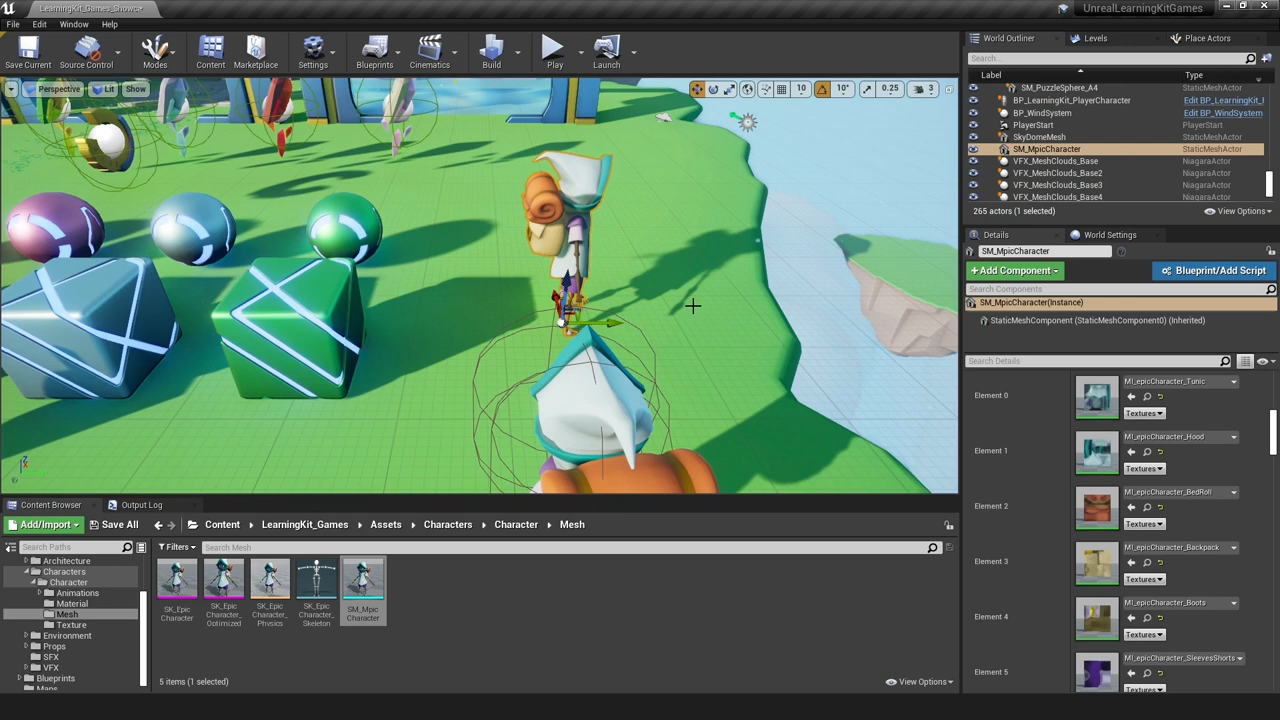 LearningKit_Games_Showca•
UnrealLearningKitGames
File Edit Window Help
Save Current Source Control Modes Content Marketplace Settings Blueprints Cinematics Build Play Launch
Perspective Lit Show
10 10° 0.25 3
World Outliner Levels Place Actors
Search...
Label Type
SM_PuzzleSphere_A4 StaticMeshActor
BP_LearningKit_PlayerCharacter Edit BP_LearningKit_
BP_WindSystem Edit BP_WindSystem
PlayerStart PlayerStart
SkyDomeMesh StaticMeshActor
SM_MpicCharacter StaticMeshActor
VFX_MeshClouds_Base NiagaraActor
VFX_MeshClouds_Base2 NiagaraActor
VFX_MeshClouds_Base3 NiagaraActor
VFX_MeshClouds_Base4 NiagaraActor
265 actors (1 selected) View Options
Details World Settings
SM_MpicCharacter
+Add Component Blueprint/Add Script
Search Components
SM_MpicCharacter(Instance)
StaticMeshComponent (StaticMeshComponent0) (Inherited)
Search Details
Element 0 MI_epicCharacter_Tunic
Textures
Element 1 MI_epicCharacter_Hood
Textures
Element 2 MI_epicCharacter_BedRoll
Textures
Element 3 MI_epicCharacter_Backpack
Textures
Element 4 MI_epicCharacter_Boots
Textures
Element 5 MI_epicCharacter_SleevesShorts
Textures
Content Browser Output Log
Add/Import Save All Content LearningKit_Games Assets Characters Character Mesh
Search Paths Filters Search Mesh
Architecture
Characters
Character
Animations
Material
Mesh
Texture
Environment
Props
SFX
VFX
Blueprints
Maps
SK_Epic
Character
SK_Epic
Character_
Optimized
SK_Epic
Character_
Physics
SK_Epic
Character_
Skeleton
SM_Mpic
Character
5 items (1 selected) View Options